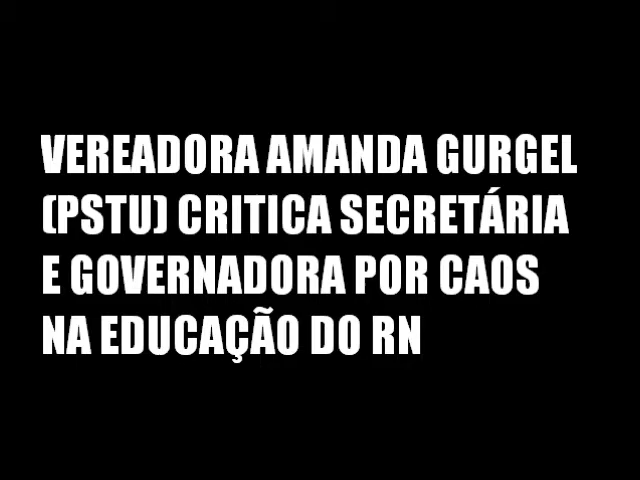 VEREADORA AMANDA GURGEL
(PSTU) CRITICA SECRETÁRIA
E GOVERNADORA POR CAOS
NA EDUCAÇÃO DO RN